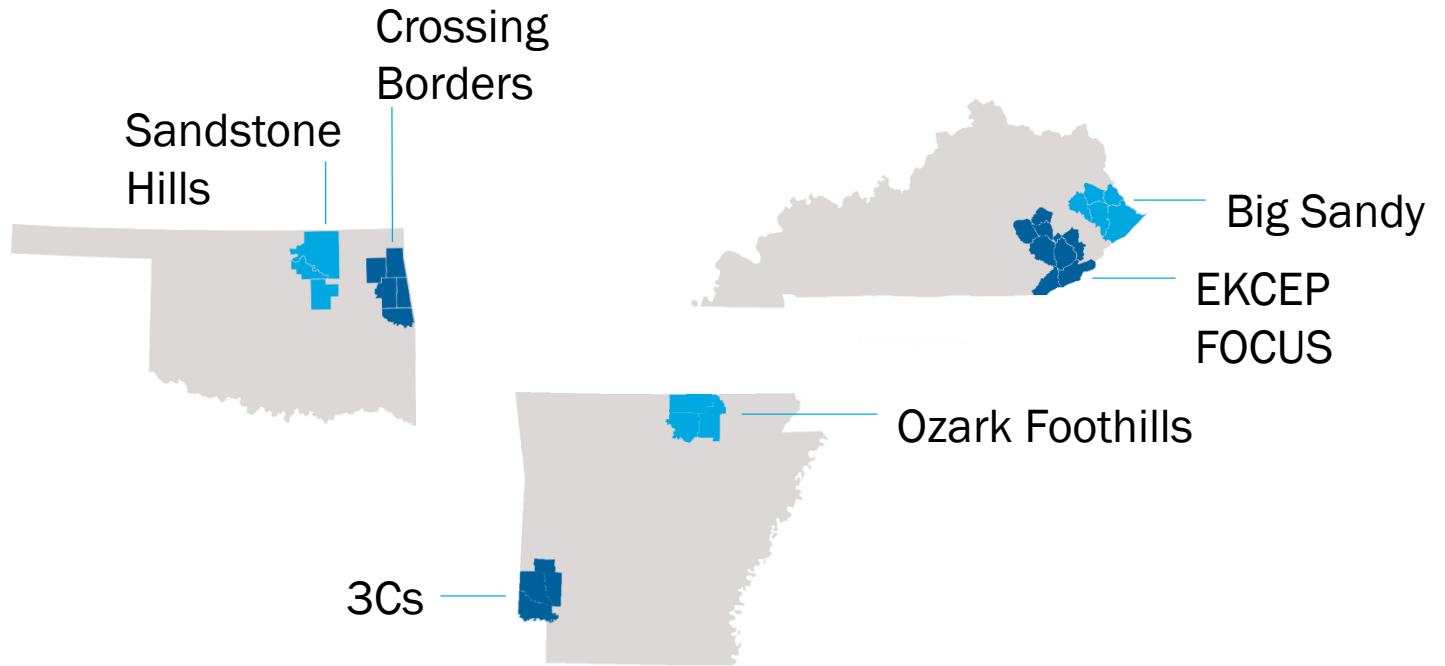 Crossing
Borders
Sandstone
Hills
Big Sandy
EKCEP
FOCUS
Ozark Foothills
3Cs